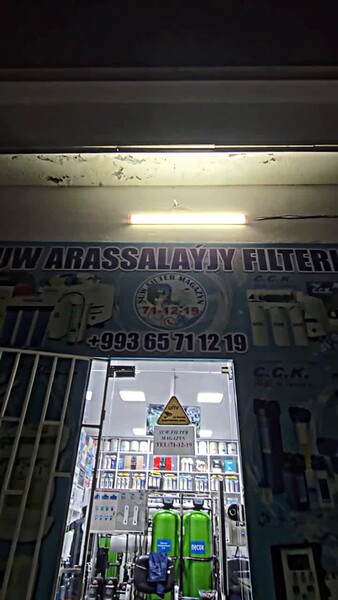 UW ARASSALAÝJY FILTERL
SUW FILTER MAGAZYN
71-12-19
+993 65 71 12 19
C.C.K.
C.C.K.
SUW FILTER
MAGAZYN
TEL:71-12-19